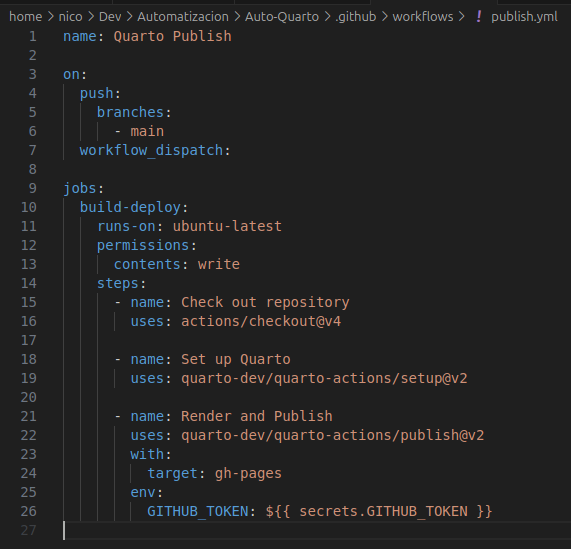 home > nico > Dev > Automatizacion > Auto-Quarto > .github > workflows > ! publish.yml
1 name: Quarto Publish
2
3 on:
4   push:
5     branches:
6       - main
7   workflow_dispatch:
8
9 jobs:
10   build-deploy:
11     runs-on: ubuntu-latest
12     permissions:
13       contents: write
14     steps:
15       - name: Check out repository
16         uses: actions/checkout@v4
17
18       - name: Set up Quarto
19         uses: quarto-dev/quarto-actions/setup@v2
20
21       - name: Render and Publish
22         uses: quarto-dev/quarto-actions/publish@v2
23         with:
24           target: gh-pages
25         env:
26           GITHUB_TOKEN: ${{ secrets.GITHUB_TOKEN }}
27